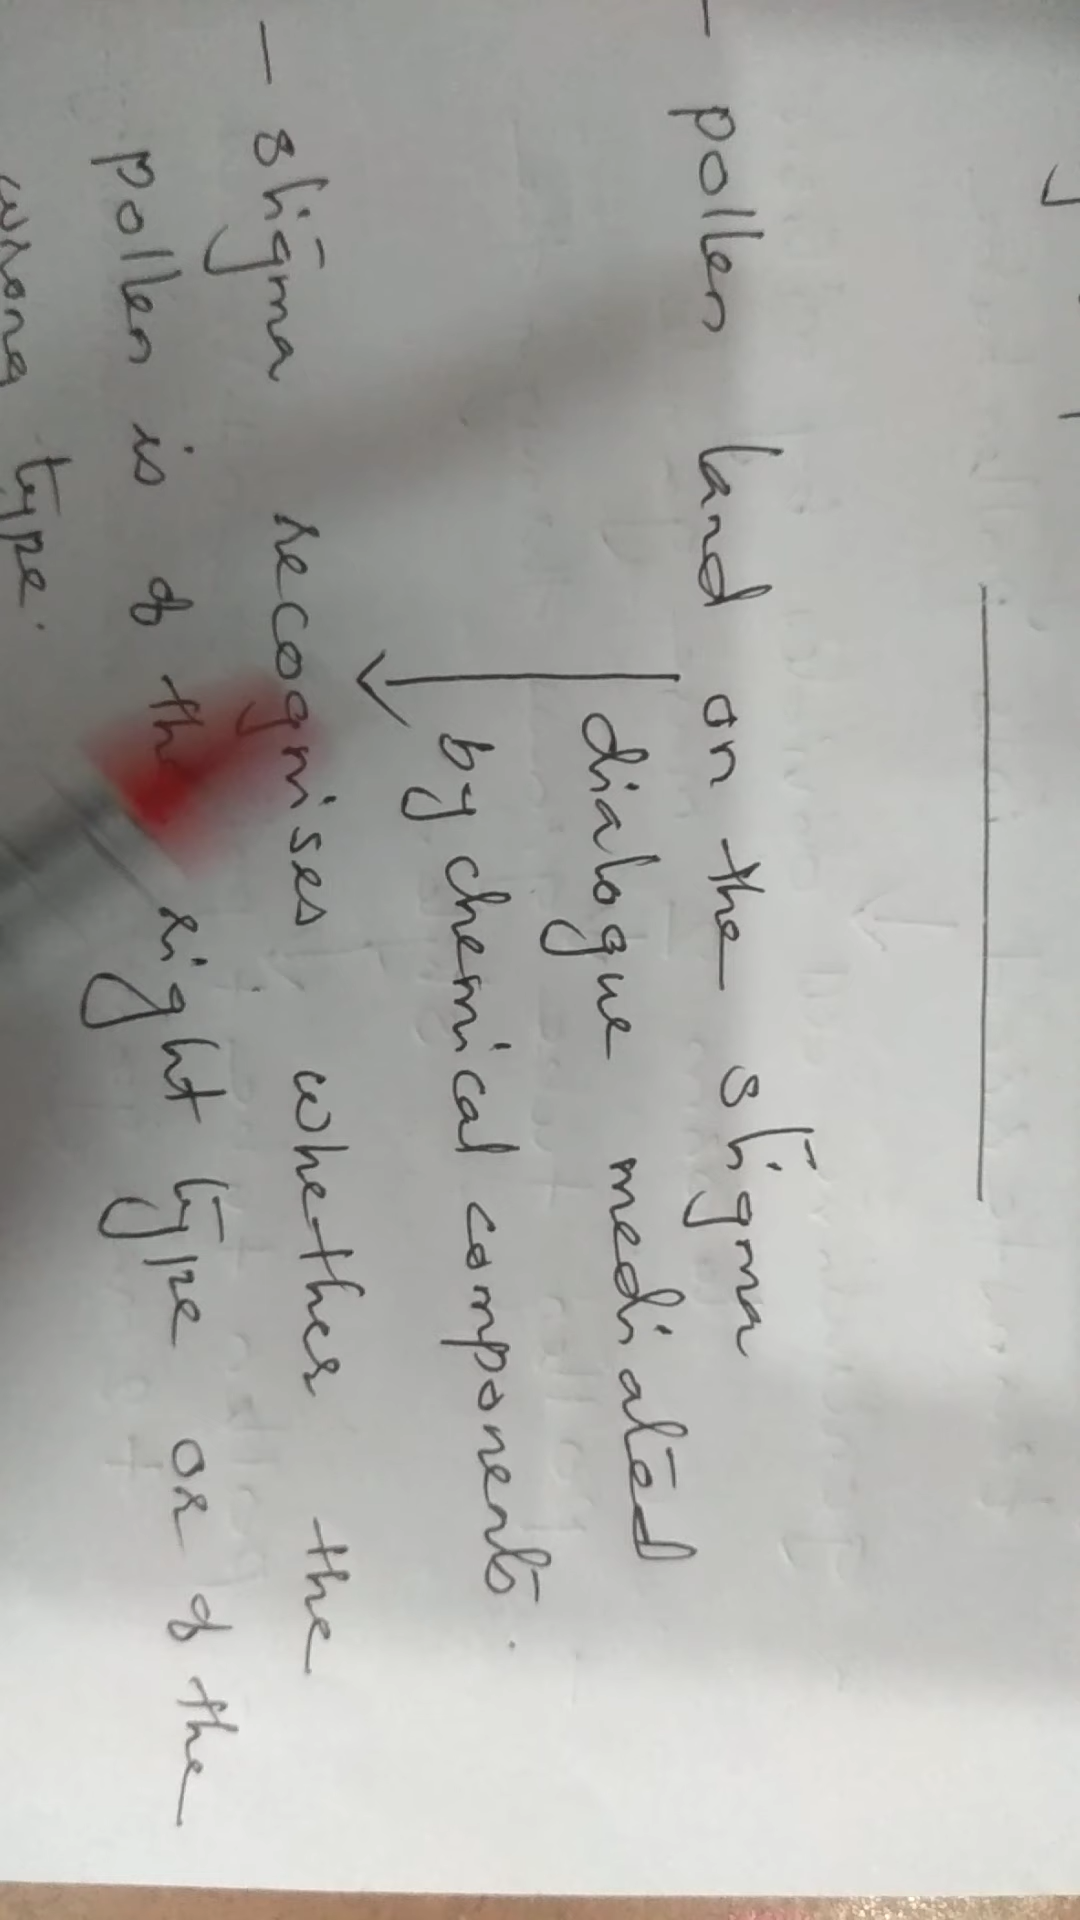 - pollen land on the stigma
dialogue mediated
by chemical components.
- stigma recognises whether the
pollen is of the right type or of the
wrong type.